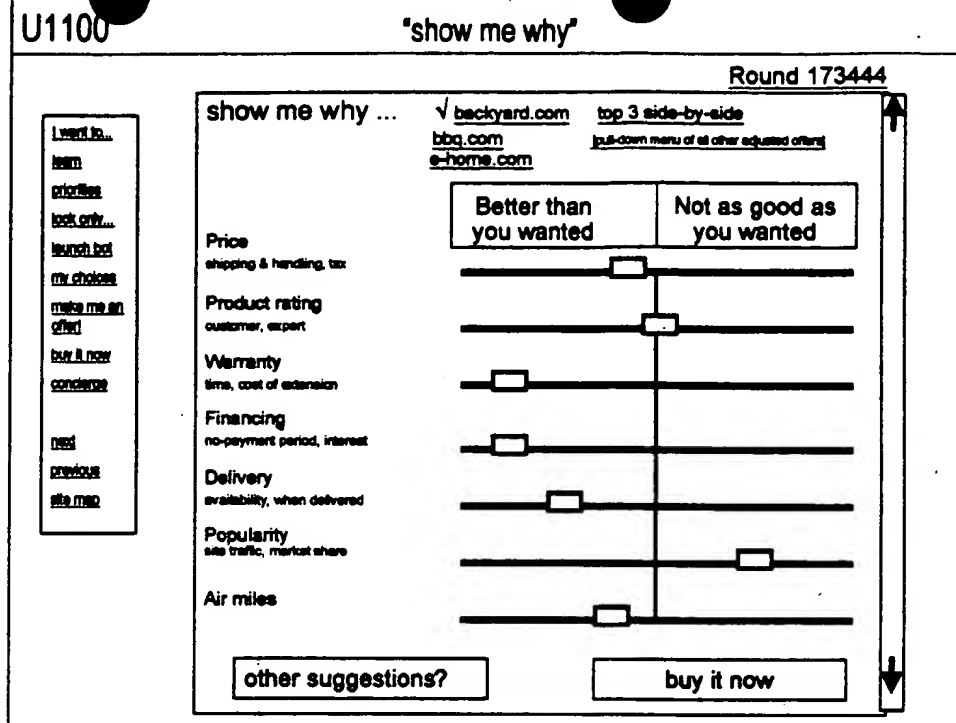 U1100
"show me why"
Round 173444
show me why ...
√ backyard.com
top 3 side-by-side
bbq.com
[pull-down menu of all other adjusted offers]
e-home.com
I want to...
learn
priorities
look only...
launch bot
my choices
make me an
offer!
buy it now
concierge
next
previous
site map
Better than
you wanted
Not as good as
you wanted
Price
shipping & handling, tax
Product rating
customer, expert
Warranty
time, cost of extension
Financing
no-payment period, interest
Delivery
availability, when delivered
Popularity
site traffic, market share
Air miles
other suggestions?
buy it now